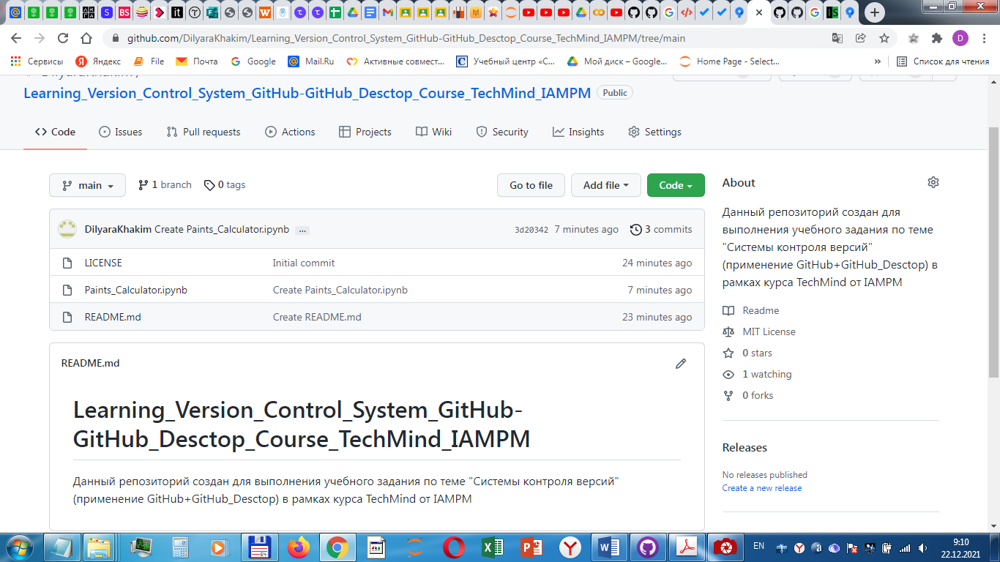 github.com/DilyaraKhakim/Learning_Version_Control_System_GitHub-GitHub_Desctop_Course_TechMind_IAMPM/tree/main
D
Сервисы
Яндекс
File
Почта
Google
Mail.Ru
Активные совмест...
Учебный центр «С...
Мой диск – Google...
Home Page - Select...
»
Список для чтения
DilyaraKhakim /
Learning_Version_Control_System_GitHub-GitHub_Desctop_Course_TechMind_IAMPM Public
Code
Issues
Pull requests
Actions
Projects
Wiki
Security
Insights
Settings
main
1 branch
0 tags
Go to file
Add file
Code
DilyaraKhakim Create Paints_Calculator.ipynb ...
3d20342 7 minutes ago
3 commits
LICENSE Initial commit 24 minutes ago
Paints_Calculator.ipynb Create Paints_Calculator.ipynb 7 minutes ago
README.md Create README.md 23 minutes ago
README.md
Learning_Version_Control_System_GitHub-
GitHub_Desctop_Course_TechMind_IAMPM
Данный репозиторий создан для выполнения учебного задания по теме "Системы контроля версий"
(применение GitHub+GitHub_Desctop) в рамках курса TechMind от IAMPM
About
Данный репозиторий создан для
выполнения учебного задания по теме
"Системы контроля версий"
(применение GitHub+GitHub_Desctop) в
рамках курса TechMind от IAMPM
Readme
MIT License
0 stars
1 watching
0 forks
Releases
No releases published
Create a new release
EN
9:10
22.12.2021